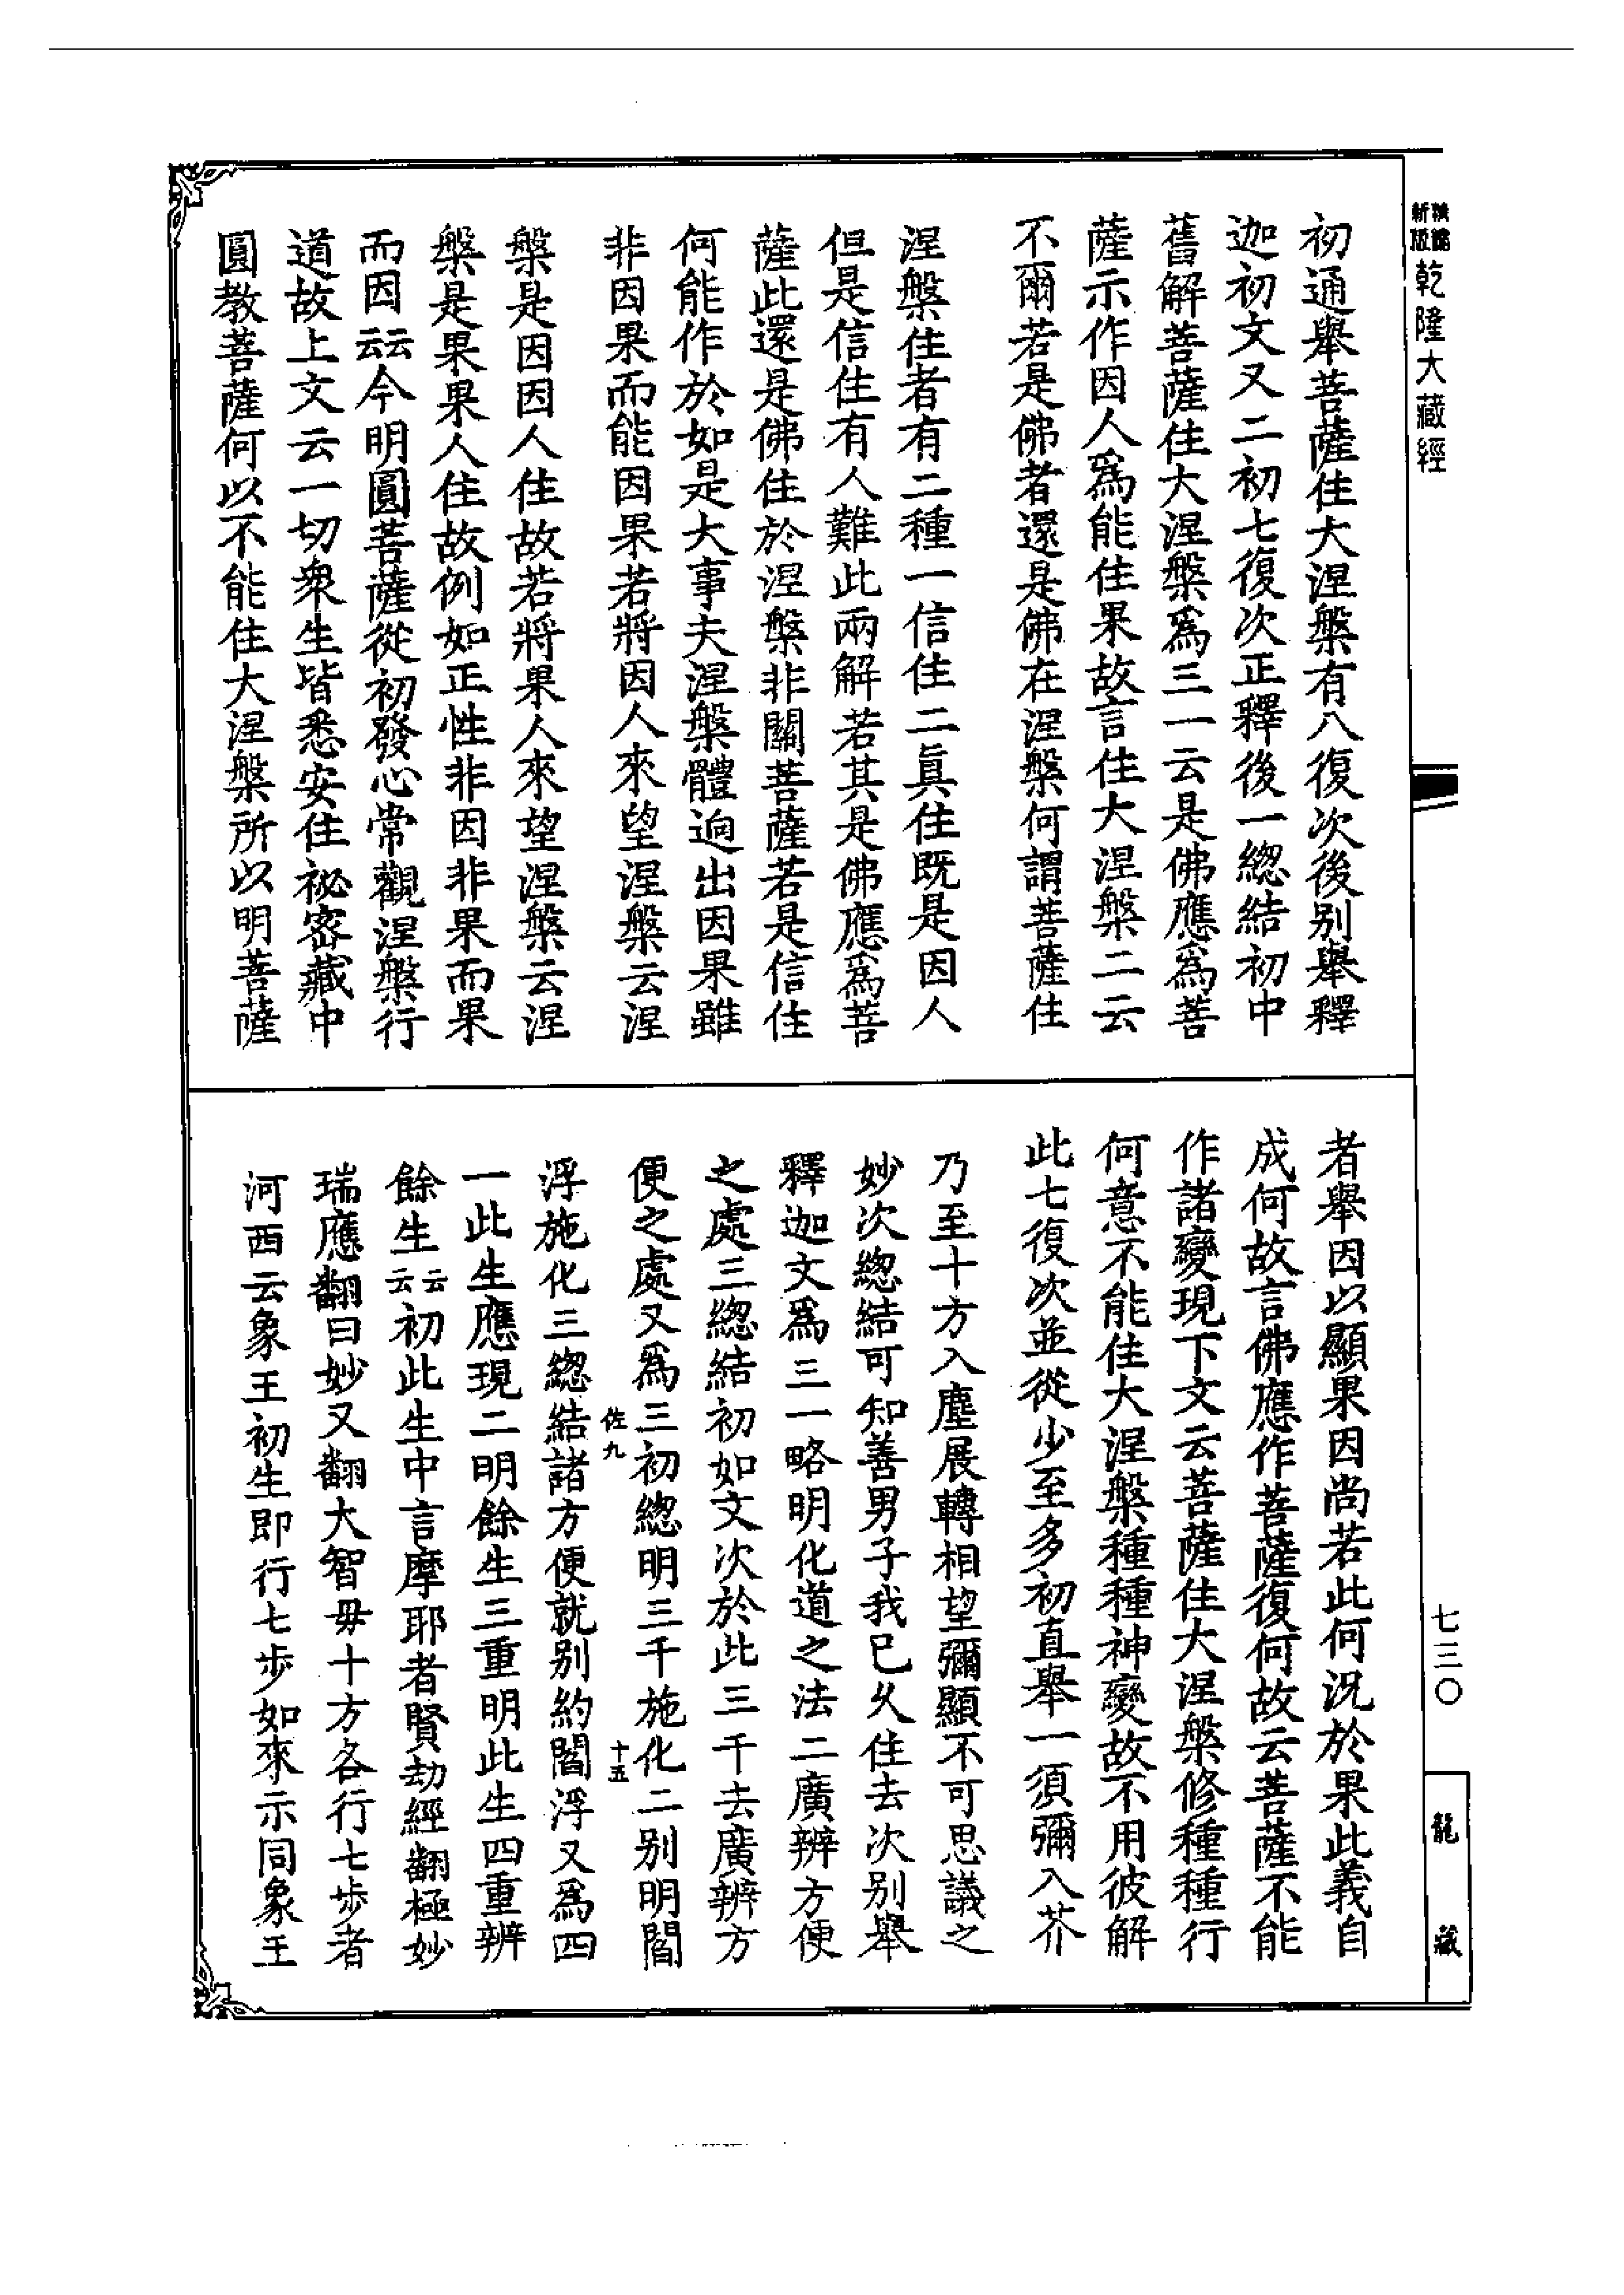 初通舉菩薩住大涅槃有八復次後別舉釋
迦初文又二初七復次正釋後一總結初中
舊解菩薩住大涅槃爲三一云是佛應爲菩
薩示作因人爲能住果故言住大涅槃二云
不爾若是佛者還是佛在涅槃何謂菩薩住
涅槃住者有二種一信住二眞住既是因人
但是信住有人難此兩解若其是佛應爲菩
薩此還是佛住於涅槃非關菩薩若是信住
何能作於如是大事夫涅槃體逈出因果雖
非因果而能因果若將因人來望涅槃云涅
槃是因因人住故若將果人來望涅槃云涅
槃是果果人住故例如正性非因非果而果
而因云云今明圓菩薩從初發心常觀涅槃行
道故上文云一切衆生皆悉安住祕密藏中
圓教菩薩何以不能住大涅槃所以明菩薩
者舉因以顯果因尚若此何況於果此義自
成何故言佛應作菩薩復何故云菩薩不能
作諸變現下文云菩薩住大涅槃修種種行
何意不能住大涅槃種種神變故不用彼解
此七復次並從少至多初直舉一須彌入芥
乃至十方入塵展轉相望彌顯不可思議之
妙次總結可知善男子我已久住去次別舉
釋迦文爲三一略明化道之法二廣辨方便
之處三總結初如文次於此三千去廣辨方
便之處又爲三初總明三千施化二別明閻
浮施化三總結諸方便就別約閻浮又爲四
一此生應現二明餘生三重明此生四重辨
餘生云云初此生中言摩耶者賢劫經翻極妙
瑞應翻曰妙又翻大智母十方各行七步者
河西云象王初生即行七步如來示同象王
佐九
十五
乾隆大藏經
新版
七三〇
龍藏